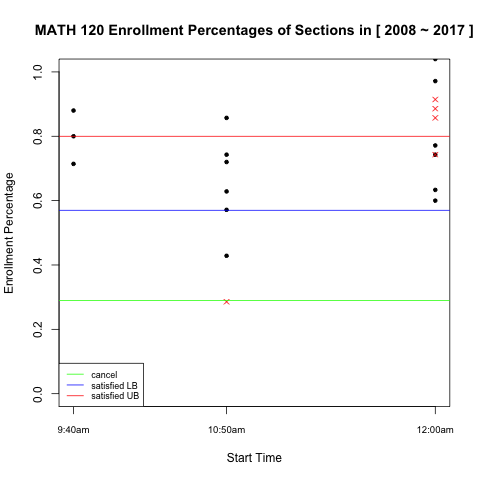 MATH 120 Enrollment Percentages of Sections in [ 2008 ~ 2017 ]
Enrollment Percentage
1.0
0.8
0.6
0.4
0.2
0.0
cancel
satisfied LB
satisfied UB
9:40am 10:50am 12:00am
Start Time